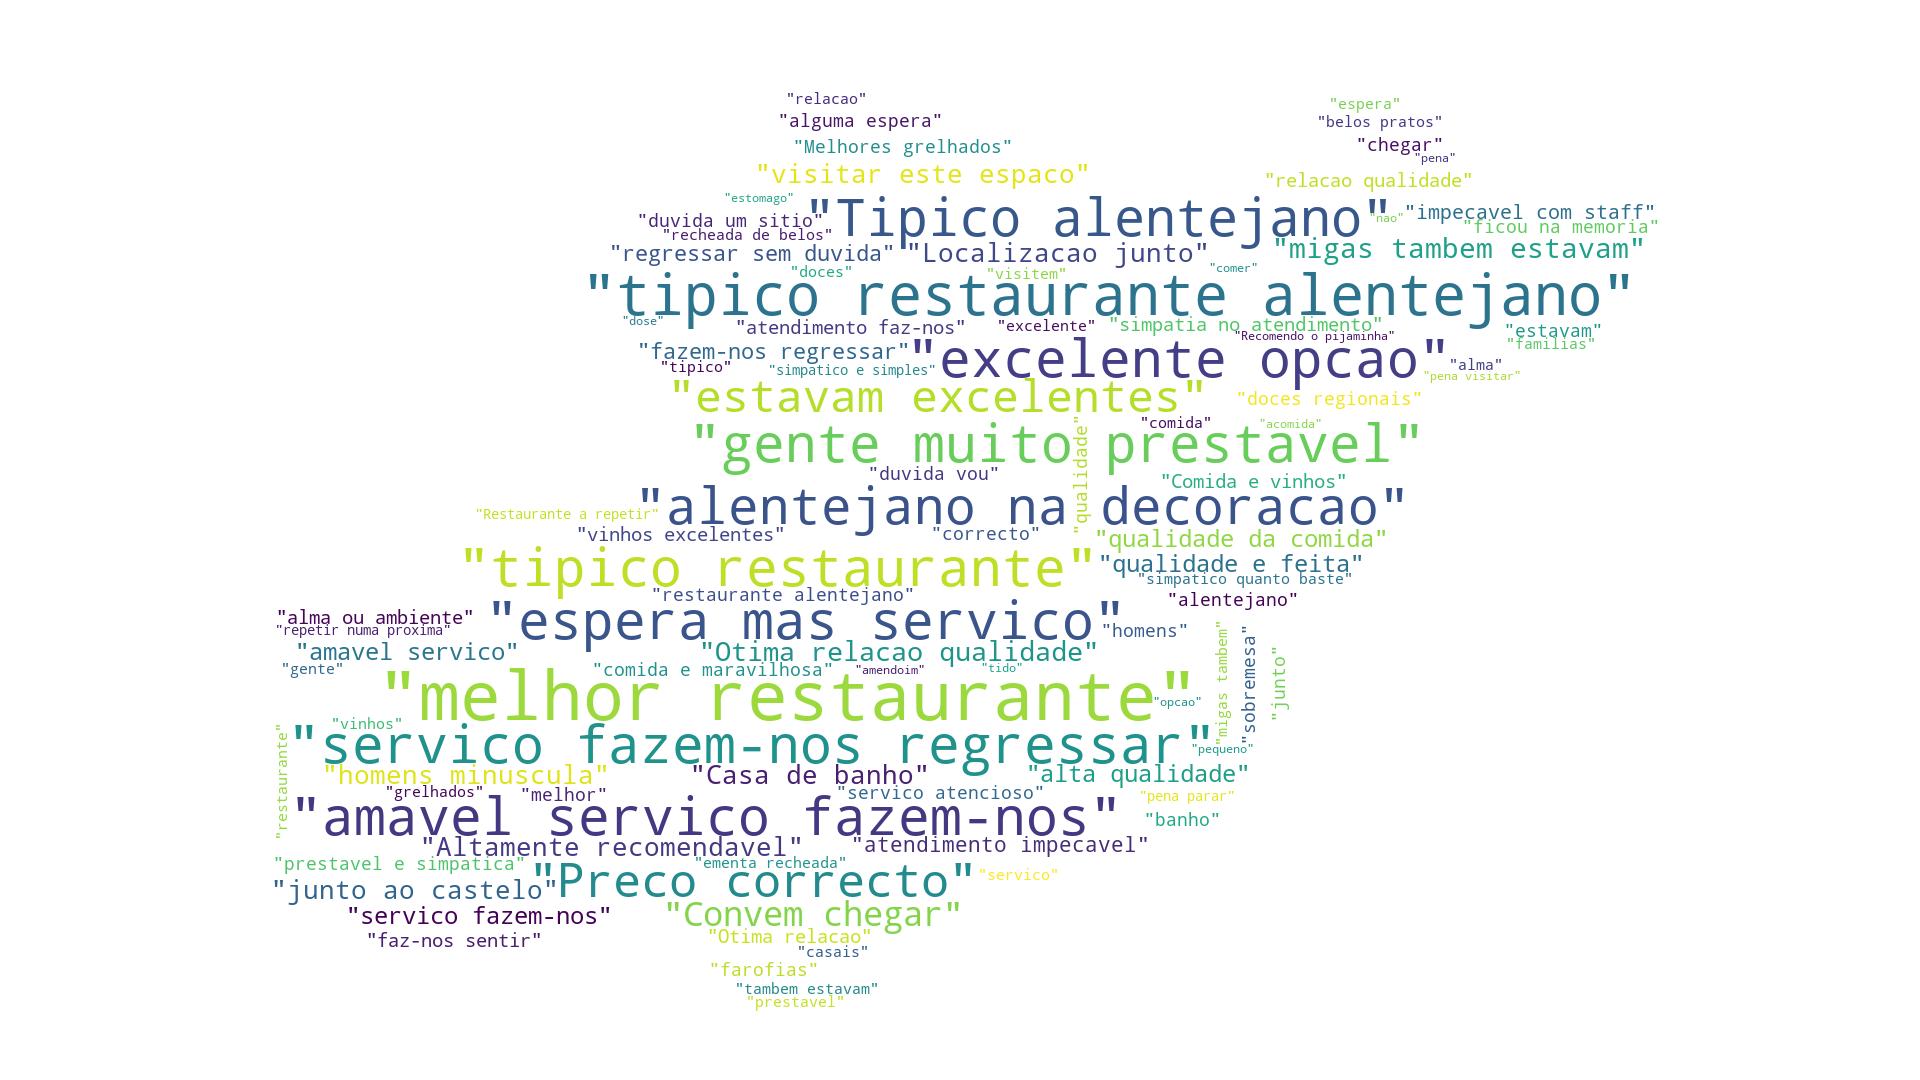 "relacao"
"espera"
"alguma espera"
"belos pratos"
"Melhores grelhados"
"chegar"
"pena"
"visitar este espaco"
"relacao qualidade"
"estomago"
"Tipico alentejano"
"nao"
"impecavel com staff"
"duvida um sitio"
"ficou na memoria"
"recheada de belos"
"regressar sem duvida"
"Localizacao junto"
"migas tambem estavam"
"doces"
"visitem"
"comer"
"tipico restaurante alentejano"
"dose"
"atendimento faz-nos"
"excelente"
"simpatia no atendimento"
"Recomendo o pijaminha"
"estavam"
"familias"
"fazem-nos regressar"
"excelente opcao"
"tipico"
"simpatico e simples"
"alma"
"pena visitar"
"estavam excelentes"
"doces regionais"
"comida"
"acomida"
"gente muito prestavel"
"qualidade"
"duvida vou"
"Comida e vinhos"
"alentejano na decoracao"
"Restaurante a repetir"
"vinhos excelentes"
"correcto"
"qualidade da comida"
"tipico restaurante"
"qualidade e feita"
"simpatico quanto baste"
"restaurante alentejano"
"alentejano"
"alma ou ambiente"
"espera mas servico"
"repetir numa proxima"
"homens"
"migas tambem"
"sobremesa"
"junto"
"amavel servico"
"Otima relacao qualidade"
"gente"
"comida e maravilhosa"
"amendoim"
"tido"
"melhor restaurante"
"opcao"
"restaurante"
"vinhos"
"servico fazem-nos regressar"
"pequeno"
"homens minuscula"
"Casa de banho"
"alta qualidade"
"grelhados"
"melhor"
"servico atencioso"
"pena parar"
"amavel servico fazem-nos"
"banho"
"Altamente recomendavel"
"atendimento impecavel"
"prestavel e simpatica"
"ementa recheada"
"junto ao castelo"
"Preco correcto"
"servico"
"servico fazem-nos"
"Convem chegar"
"faz-nos sentir"
"Otima relacao"
"casais"
"farofias"
"tambem estavam"
"prestavel"